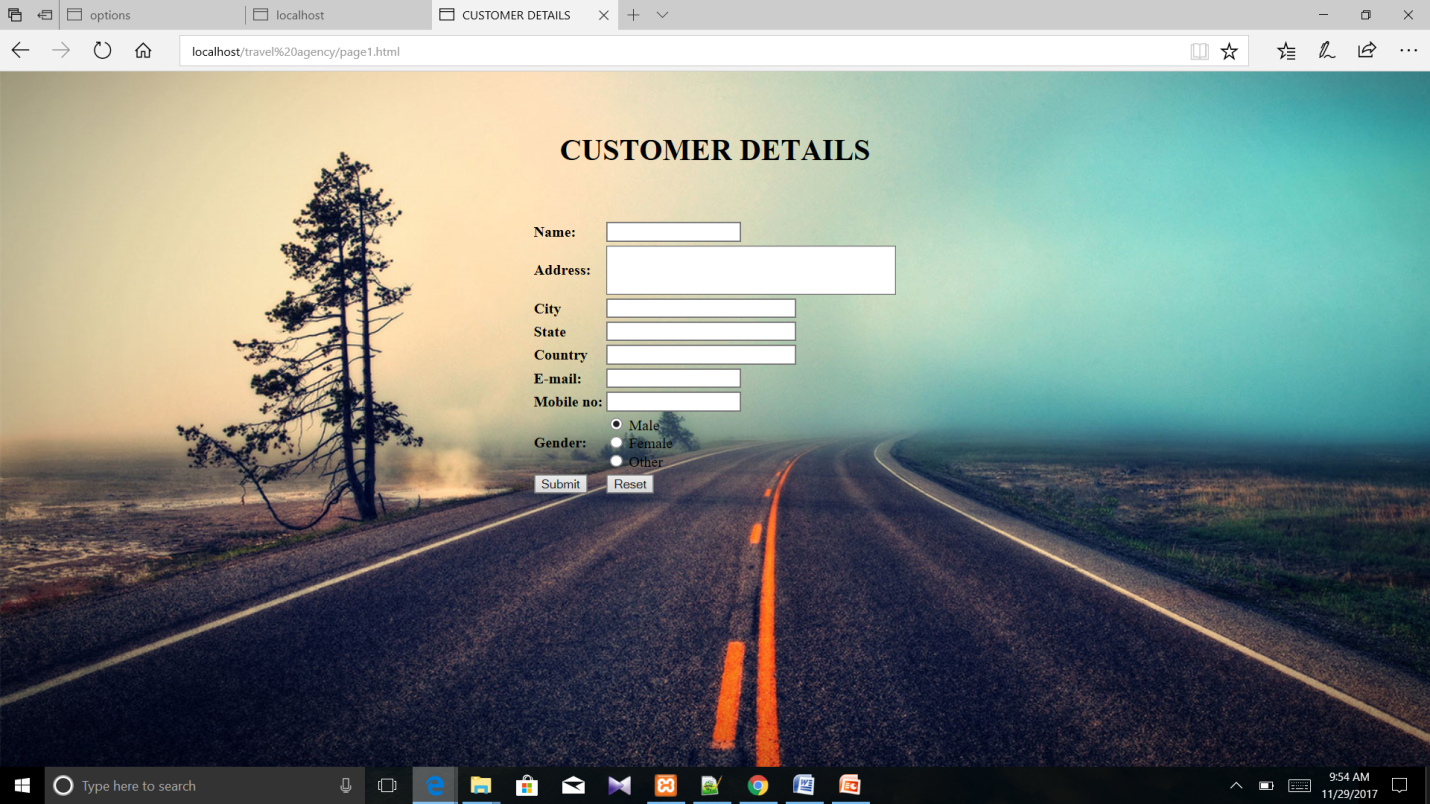 options
localhost
CUSTOMER DETAILS
localhost/travel%20agency/page1.html
CUSTOMER DETAILS
Name:
Address:
City
State
Country
E-mail:
Mobile no:
Gender:
Male
Female
Other
Submit Reset
Type here to search
9:54 AM
11/29/2017